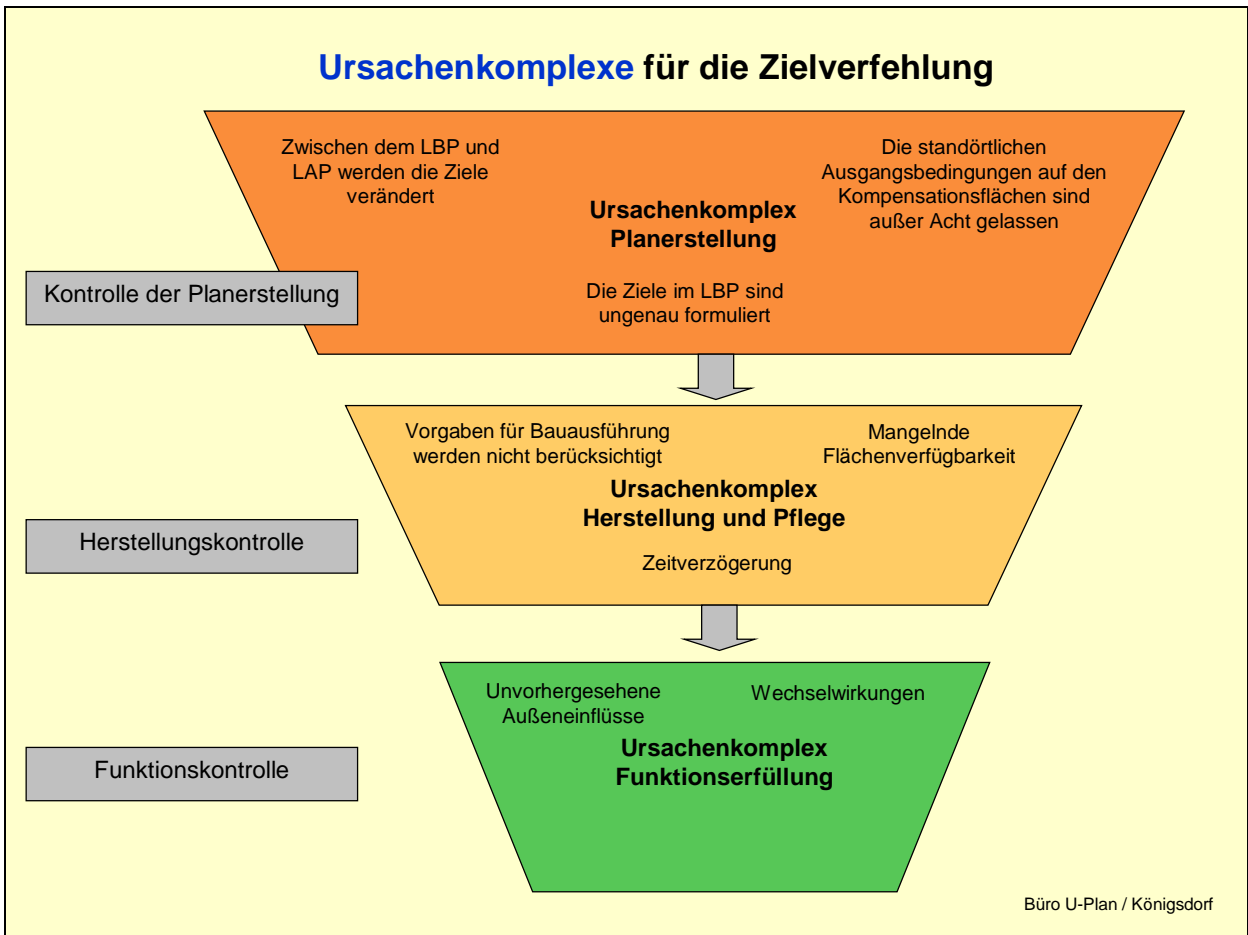 Ursachenkomplexe für die Zielverfehlung
Zwischen dem LBP und
LAP werden die Ziele
verändert
Die standörtlichen
Ausgangsbedingungen auf den
Kompensationsflächen sind
außer Acht gelassen
Ursachenkomplex
Planerstellung
Kontrolle der Planerstellung
Die Ziele im LBP sind
ungenau formuliert
Vorgaben für Bauausführung
werden nicht berücksichtigt
Mangelnde
Flächenverfügbarkeit
Ursachenkomplex
Herstellung und Pflege
Herstellungskontrolle
Zeitverzögerung
Unvorhergesehene
Außeneinflüsse
Wechselwirkungen
Ursachenkomplex
Funktionserfüllung
Funktionskontrolle
Büro U-Plan / Königsdorf